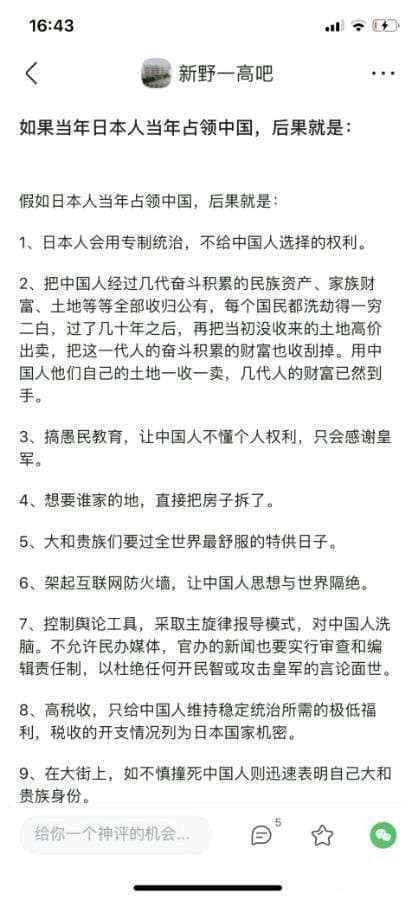 16:43
新野一高吧
如果当年日本人当年占领中国，后果就是：
假如日本人当年占领中国，后果就是：
1、日本人会用专制统治，不给中国人选择的权利。
2、把中国人经过几代奋斗积累的民族资产、家族财
富、土地等等全部收归公有，每个国民都洗劫得一穷
二白，过了几十年之后，再把当初没收来的土地高价
出卖，把这一代人的奋斗积累的财富也收刮掉。用中
国人他们自己的土地一收一卖，几代人的财富已然到
手。
3、搞愚民教育，让中国人不懂个人权利，只会感谢皇
军。
4、想要谁家的地，直接把房子拆了。
5、大和贵族们要过全世界最舒服的特供日子。
6、架起互联网防火墙，让中国人思想与世界隔绝。
7、控制舆论工具，采取主旋律报导模式，对中国人洗
脑。不允许民办媒体，官办的新闻也要实行审查和编
辑责任制，以杜绝任何开民智或攻击皇军的言论面世。
8、高税收，只给中国人维持稳定统治所需的极低福
利，税收的开支情况列为日本国家机密。
9、在大街上，如不慎撞死中国人则迅速表明自己大和
贵族身份。
给你一个神评的机会...
5